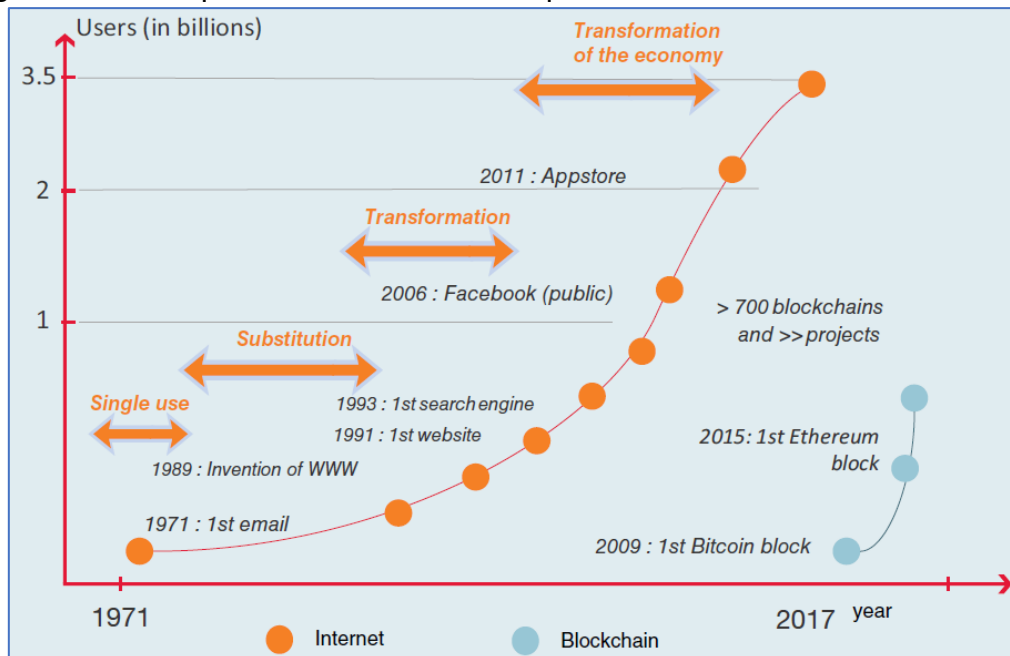 Users (in billions)
Transformation
of the economy
3.5
2011 : Appstore
2
Transformation
2006 : Facebook (public)
1
> 700 blockchains
and >> projects
Substitution
Single use
1993 : 1st search engine
1991 : 1st website
1989 : Invention of WWW
2015: 1st Ethereum
block
1971 : 1st email
2009 : 1st Bitcoin block
1971
2017 year
Internet
Blockchain